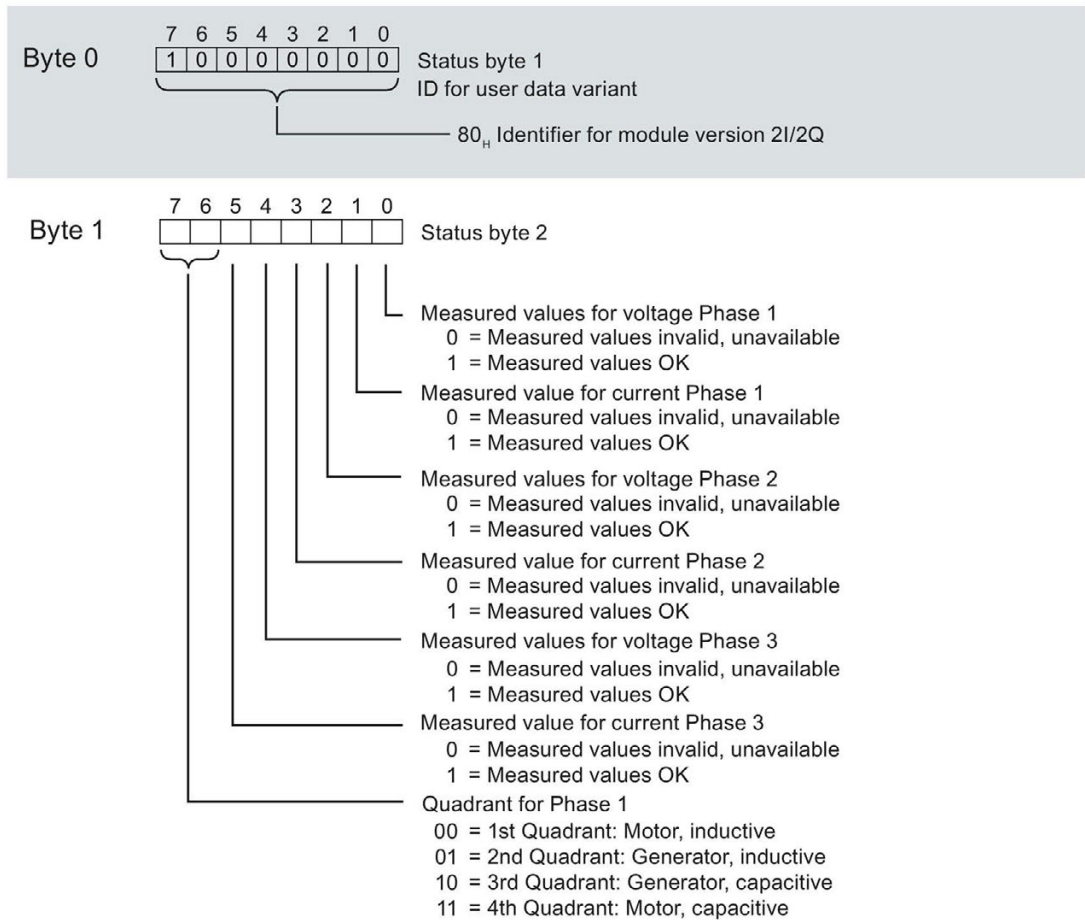 7 6 5 4 3 2 1 0
Byte 0 1 0 0 0 0 0 0 0 Status byte 1
ID for user data variant
80H Identifier for module version 2I/2Q
7 6 5 4 3 2 1 0
Byte 1 Status byte 2
Measured values for voltage Phase 1
0 = Measured values invalid, unavailable
1 = Measured values OK
Measured value for current Phase 1
0 = Measured values invalid, unavailable
1 = Measured values OK
Measured values for voltage Phase 2
0 = Measured values invalid, unavailable
1 = Measured values OK
Measured value for current Phase 2
0 = Measured values invalid, unavailable
1 = Measured values OK
Measured values for voltage Phase 3
0 = Measured values invalid, unavailable
1 = Measured values OK
Measured value for current Phase 3
0 = Measured values invalid, unavailable
1 = Measured values OK
Quadrant for Phase 1
00 = 1st Quadrant: Motor, inductive
01 = 2nd Quadrant: Generator, inductive
10 = 3rd Quadrant: Generator, capacitive
11 = 4th Quadrant: Motor, capacitive